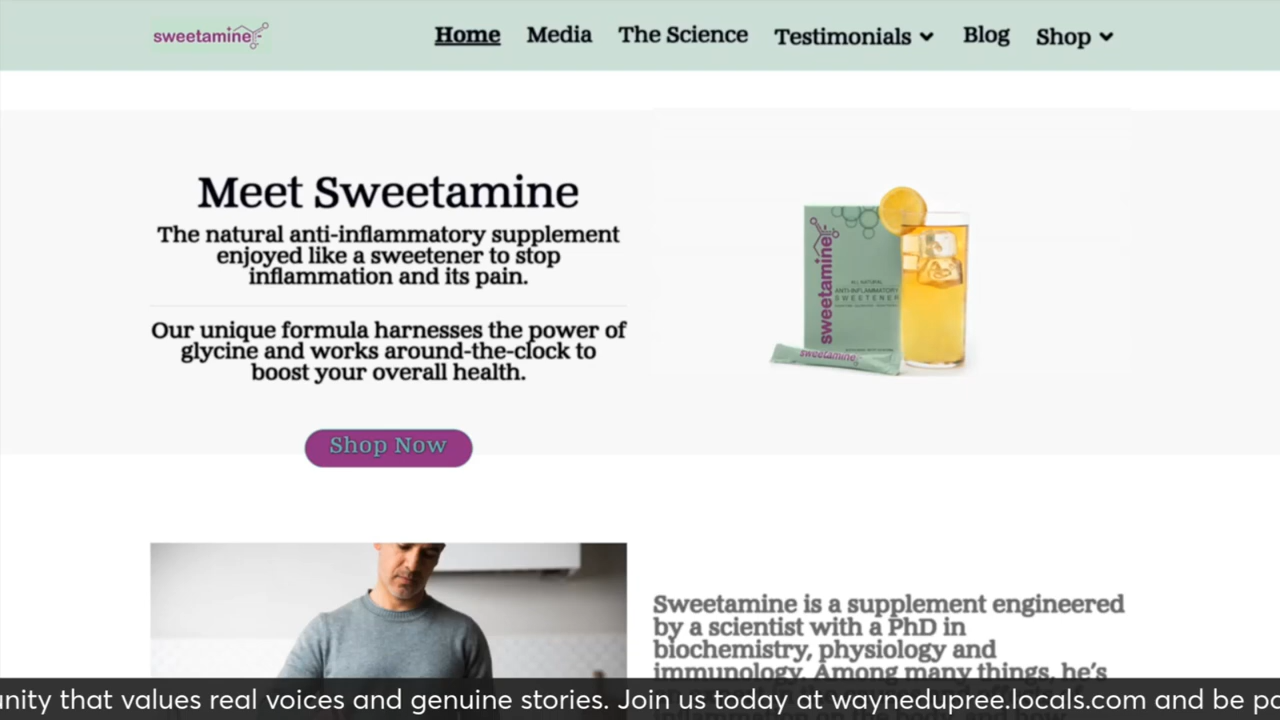 sweetamine
Home Media The Science Testimonials Blog Shop
Meet Sweetamine
The natural anti-inflammatory supplement
enjoyed like a sweetener to stop
inflammation and its pain.
Our unique formula harnesses the power of
glycine and works around-the-clock to
boost your overall health.
Shop Now
sweetamine
ALL NATURAL
ANTI-INFLAMMATORY
SWEETENER
sweetamine
Sweetamine is a supplement engineered
by a scientist with a PhD in
biochemistry, physiology and
immunology. Among many things, he's
unity that values real voices and genuine stories. Join us today at waynedupree.locals.com and be pa